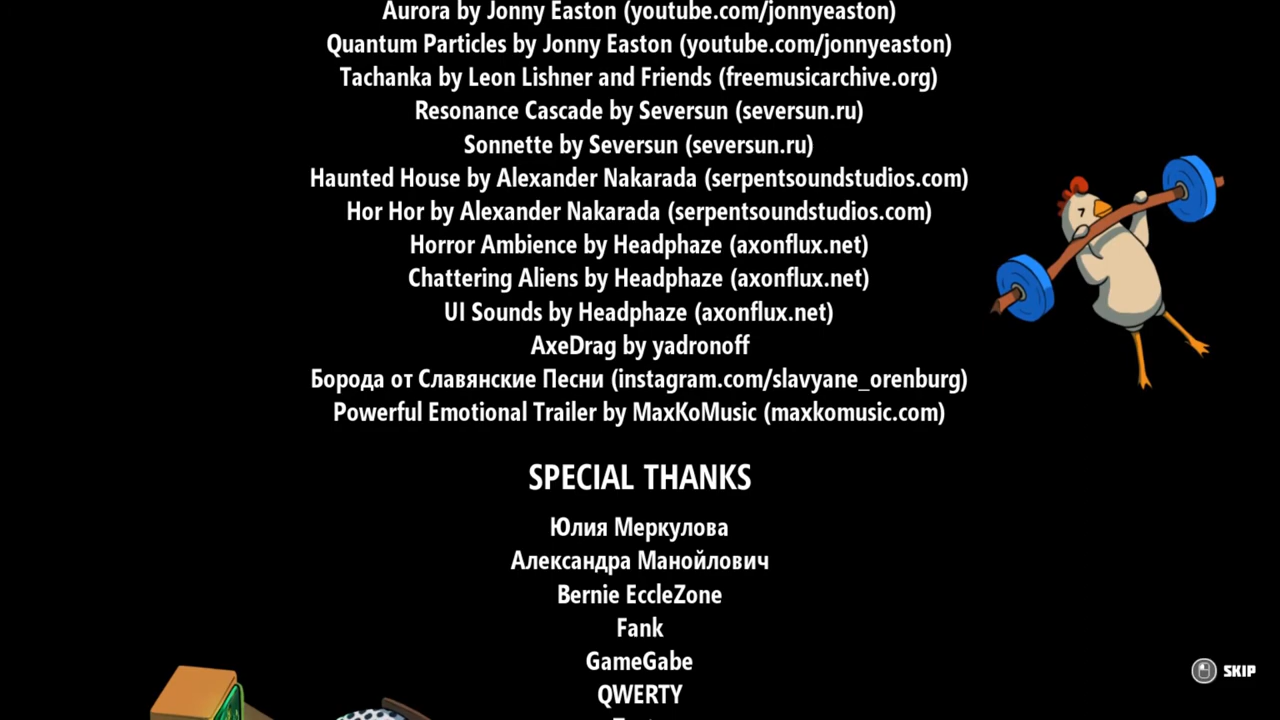 Aurora by Jonny Easton (youtube.com/jonnyeaston)
Quantum Particles by Jonny Easton (youtube.com/jonnyeaston)
Tachanka by Leon Lishner and Friends (freemusicarchive.org)
Resonance Cascade by Seversun (seversun.ru)
Sonnette by Seversun (seversun.ru)
Haunted House by Alexander Nakarada (serpentsoundstudios.com)
Hor Hor by Alexander Nakarada (serpentsoundstudios.com)
Horror Ambience by Headphaze (axonflux.net)
Chattering Aliens by Headphaze (axonflux.net)
UI Sounds by Headphaze (axonflux.net)
AxeDrag by yadronoff
Борода от Славянские Песни (instagram.com/slavyane_orenburg)
Powerful Emotional Trailer by MaxKoMusic (maxkomusic.com)
SPECIAL THANKS
Юлия Меркулова
Александра Манойлович
Bernie EccleZone
Fank
GameGabe
QWERTY
SKIP